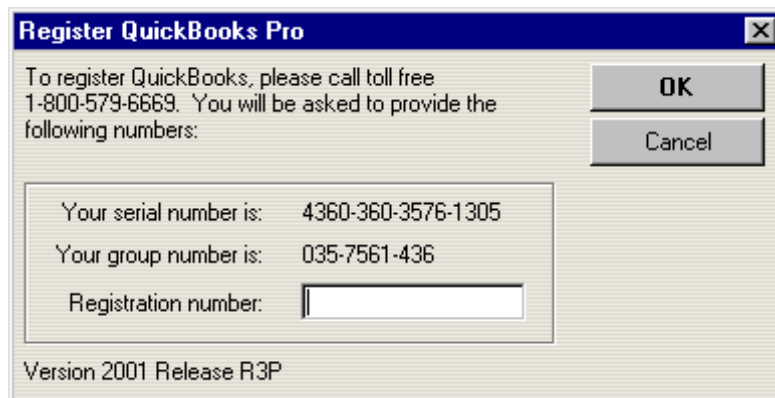 Register QuickBooks Pro
To register QuickBooks, please call toll free
1-800-579-6669. You will be asked to provide the
following numbers:
OK
Cancel
Your serial number is: 4360-360-3576-1305
Your group number is: 035-7561-436
Registration number:
Version 2001 Release R3P